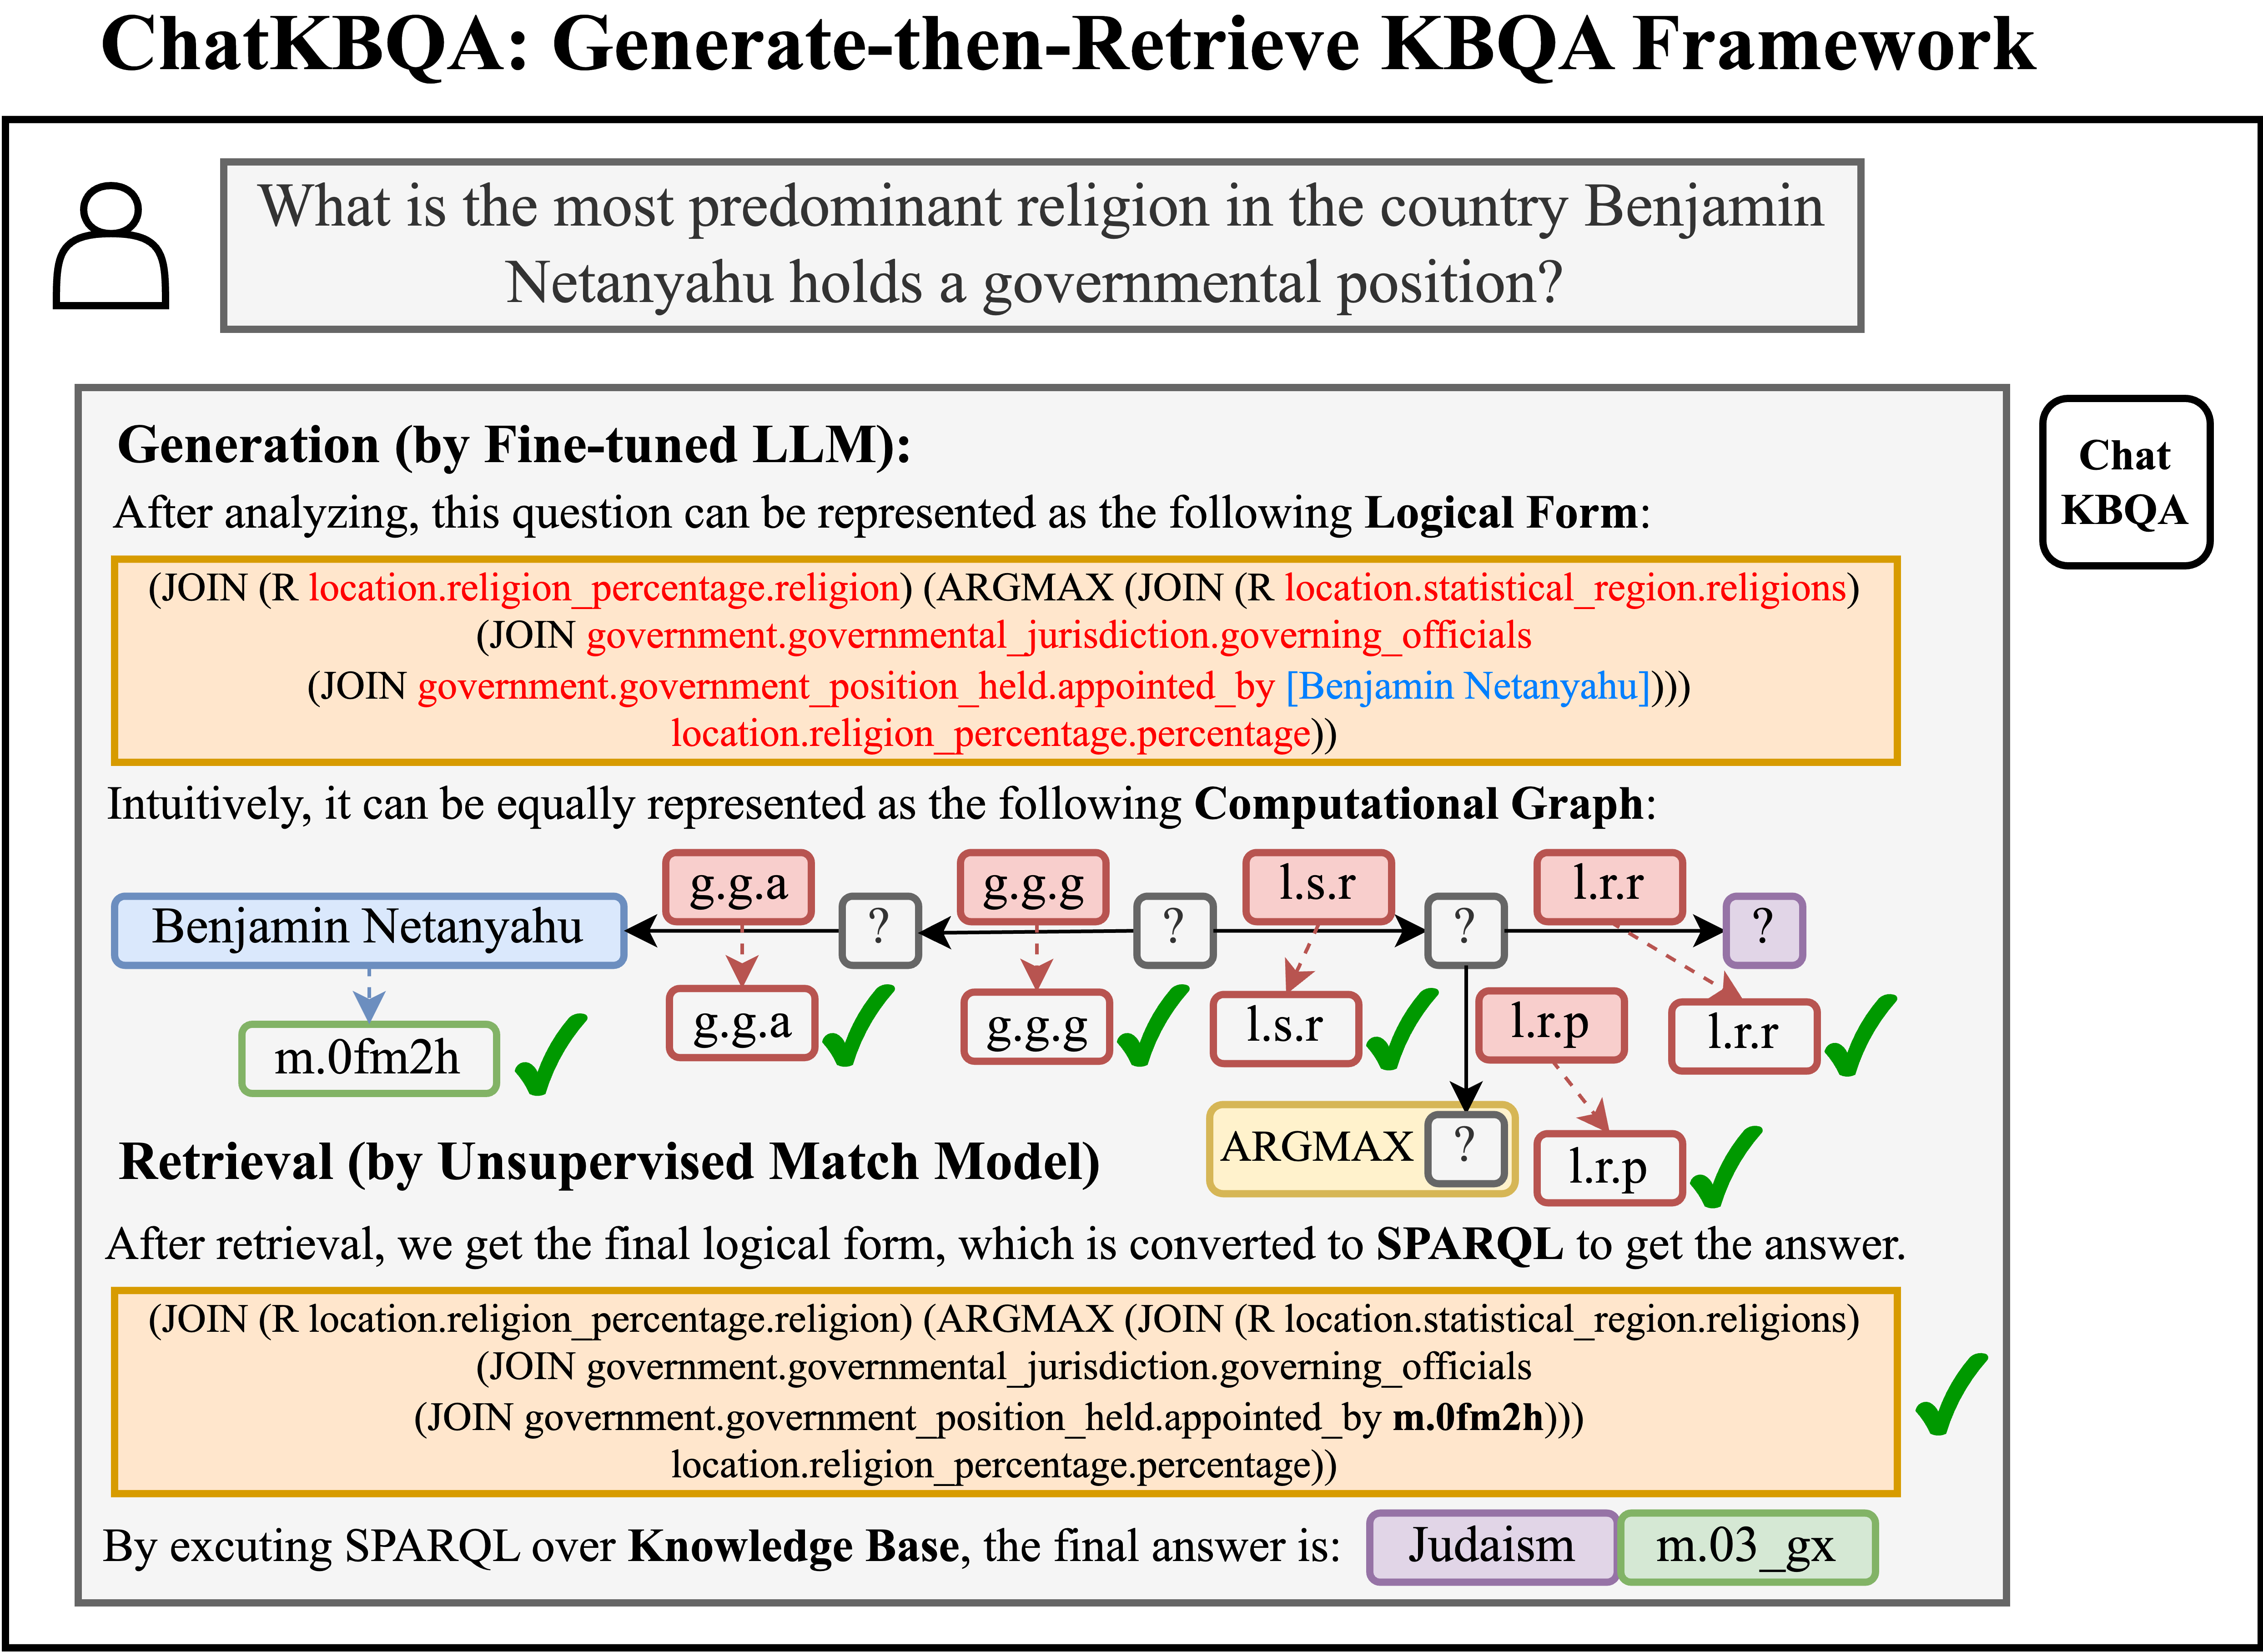 ChatKBQA: Generate-then-Retrieve KBQA Framework
What is the most predominant religion in the country Benjamin
Netanyahu holds a governmental position?
Chat
KBQA
Generation (by Fine-tuned LLM):
After analyzing, this question can be represented as the following Logical Form:
(JOIN (R location.religion_percentage.religion) (ARGMAX (JOIN (R location.statistical_region.religions)
(JOIN government.governmental_jurisdiction.governing_officials
(JOIN government.government_position_held.appointed_by [Benjamin Netanyahu])))
location.religion_percentage.percentage))
Intuitively, it can be equally represented as the following Computational Graph:
g.g.a
g.g.g
l.s.r
l.r.r
Benjamin Netanyahu
?
?
?
?
g.g.a
g.g.g
l.s.r
l.r.p
l.r.r
m.0fm2h
ARGMAX ?
l.r.p
Retrieval (by Unsupervised Match Model)
After retrieval, we get the final logical form, which is converted to SPARQL to get the answer.
(JOIN (R location.religion_percentage.religion) (ARGMAX (JOIN (R location.statistical_region.religions)
(JOIN government.governmental_jurisdiction.governing_officials
(JOIN government.government_position_held.appointed_by m.0fm2h)))
location.religion_percentage.percentage))
By excuting SPARQL over Knowledge Base, the final answer is: Judaism m.03_gx